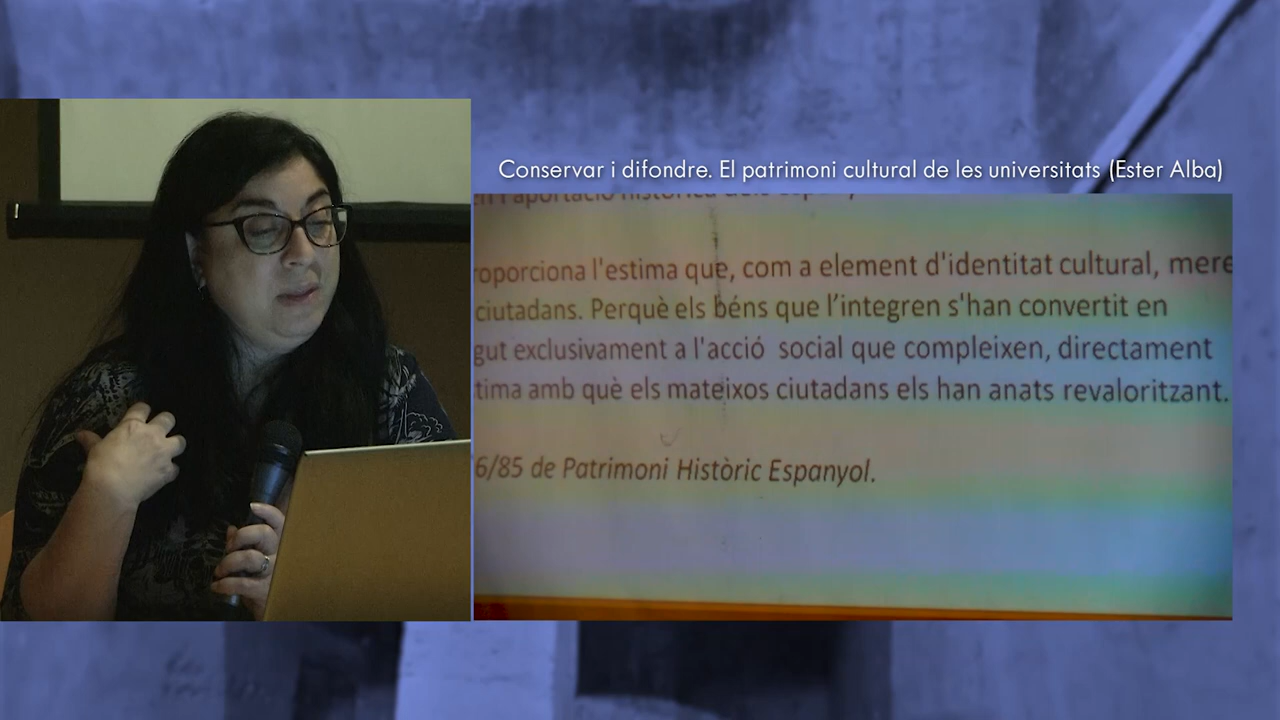 Conservar i difondre. El patrimoni cultural de les universitats (Ester Alba)
roporciona l'estima que, com a element d'identitat cultural, mere
ciutadans. Perquè els béns que l'integren s'han convertit en
gut exclusivament a l'acció social que compleixen, directament
tima amb què els mateixos ciutadans els han anats revaloritzant.
6/85 de Patrimoni Històric Espanyol.